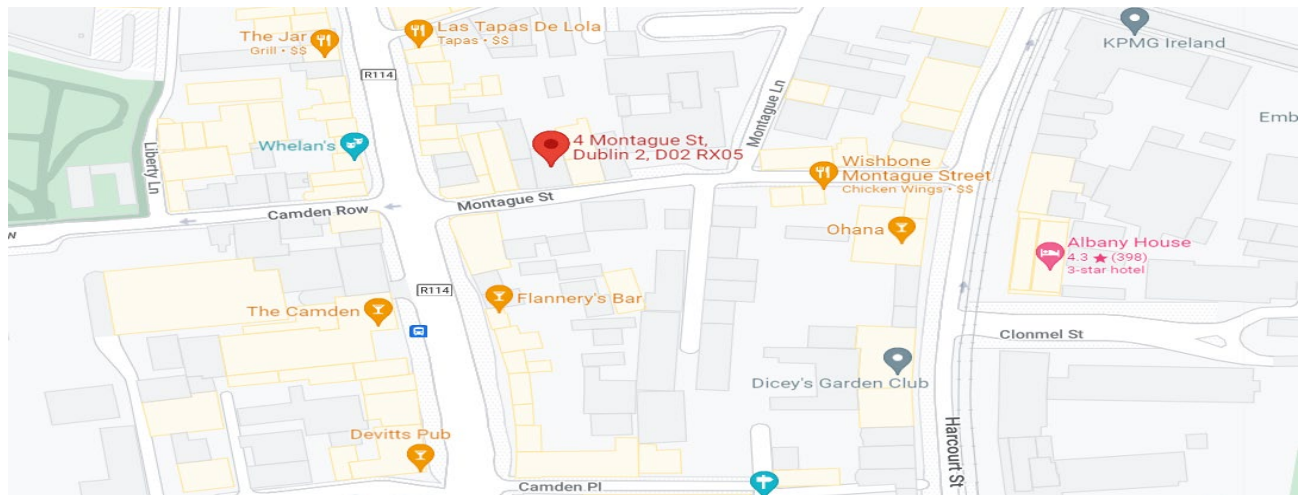 KPMG Ireland
Las Tapas De Lola
Tapas • $$
The Jar
Grill • $$
R114
Montague Ln
Emb
4 Montague St,
Dublin 2, D02 RX05
Whelan's
Liberty Ln
Wishbone
Montague Street
Chicken Wings • $$
Montague St
Camden Row
w
Ohana
Albany House
4.3 ★ (398)
3-star hotel
R114
Flannery's Bar
The Camden
Clonmel St
Dicey's Garden Club
Harcourt St
Devitts Pub
Camden Pl